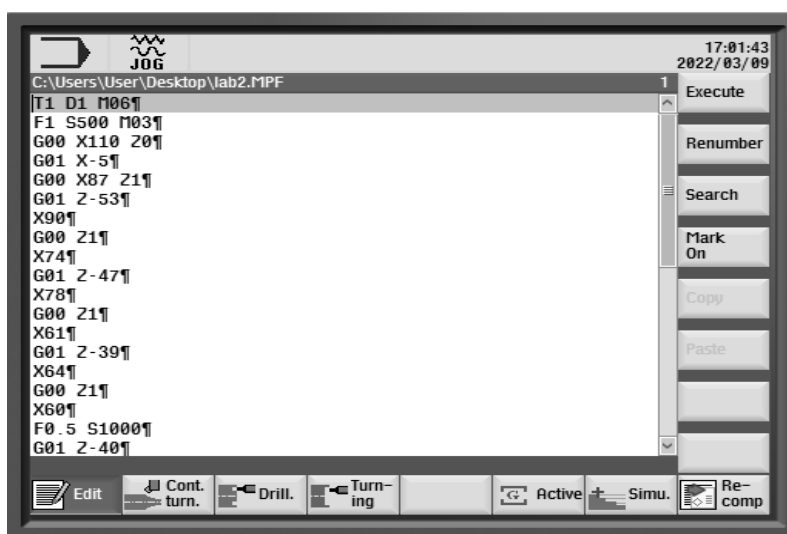 JOG
17:01:43
2022/03/09
C:\Users\User\Desktop\lab2.MPF 1
T1 D1 M06¶
F1 S500 M03¶
G00 X110 Z0¶
G01 X-5¶
G00 X87 Z1¶
G01 Z-53¶
X90¶
G00 Z1¶
X74¶
G01 Z-47¶
X78¶
G00 Z1¶
X61¶
G01 Z-39¶
X64¶
G00 Z1¶
X60¶
F0.5 S1000¶
G01 Z-40¶
Execute
Renumber
Search
Mark
On
Copy
Paste
Edit
Cont.
turn.
Drill.
Turn-
ing
G Active
Simu.
Re-
comp